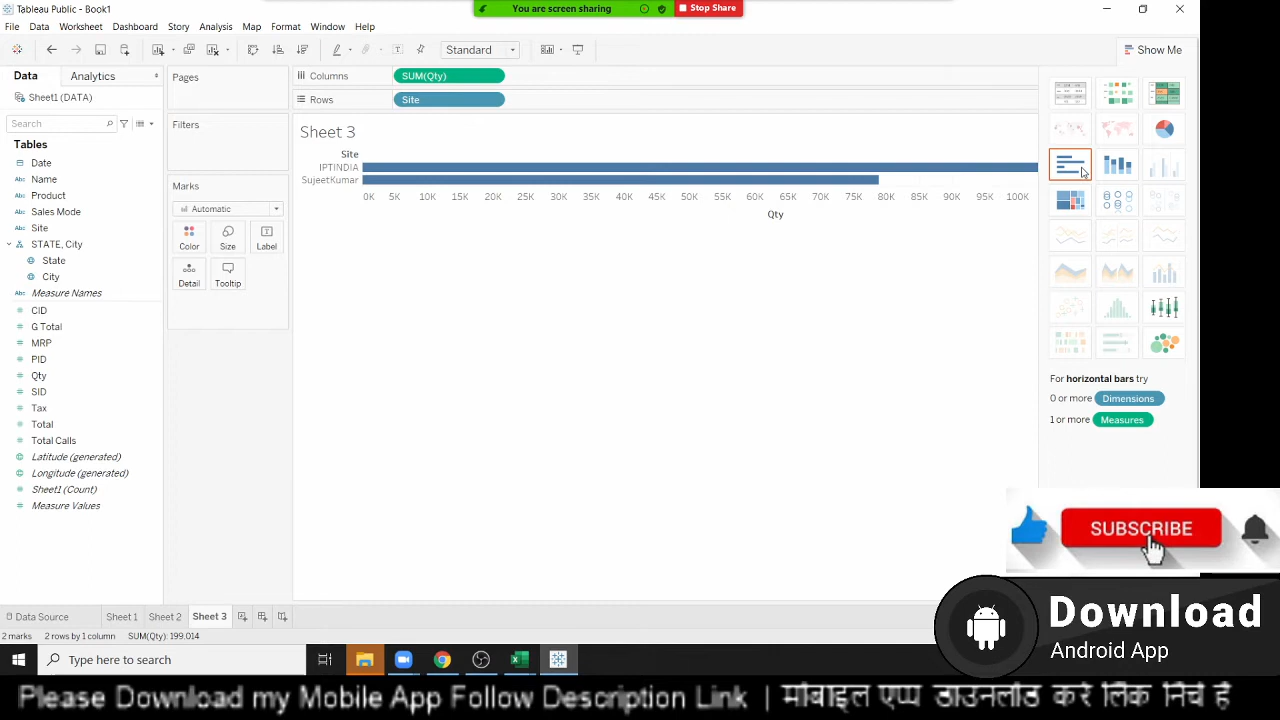 Tableau Public - Book1
You are screen sharing
Stop Share
File Data Worksheet Dashboard Story Analysis Map Format Window Help
Standard
Show Me
Data Analytics
Pages
Columns SUM(Qty)
Sheet1 (DATA)
Rows Site
Search
Filters
Sheet 3
Tables
Site
Date
IPTINDIA
Name
SujeetKumar
Marks
Product
0K 5K 10K 15K 20K 25K 30K 35K 40K 45K 50K 55K 60K 65K 70K 75K 80K 85K 90K 95K 100K
Automatic
Sales Mode
Qty
Site
Color Size Label
STATE, City
State
City
Detail Tooltip
Measure Names
CID
G Total
MRP
PID
Qty
SID
Tax
Total
Total Calls
Latitude (generated)
Longitude (generated)
Sheet1 (Count)
Measure Values
For horizontal bars try
0 or more Dimensions
1 or more Measures
SUBSCRIBE
Download
Android App
Data Source Sheet 1 Sheet 2 Sheet 3
2 marks 2 rows by 1 column SUM(Qty): 199,014
Type here to search
Please Download my Mobile App Follow Description Link | मोबाइल एप्प डाउनलोड करे लिंक निचे है